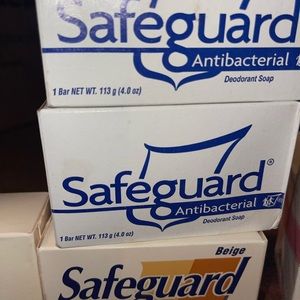 Safeguard
Antibacterial
Deodorant Soap
1 Bar NET WT. 113 g (4.0 oz)
Safeguard®
Antibacterial
Deodorant Soap
1 Bar NET WT. 113 g (4.0 oz)
Beige
Safeguard